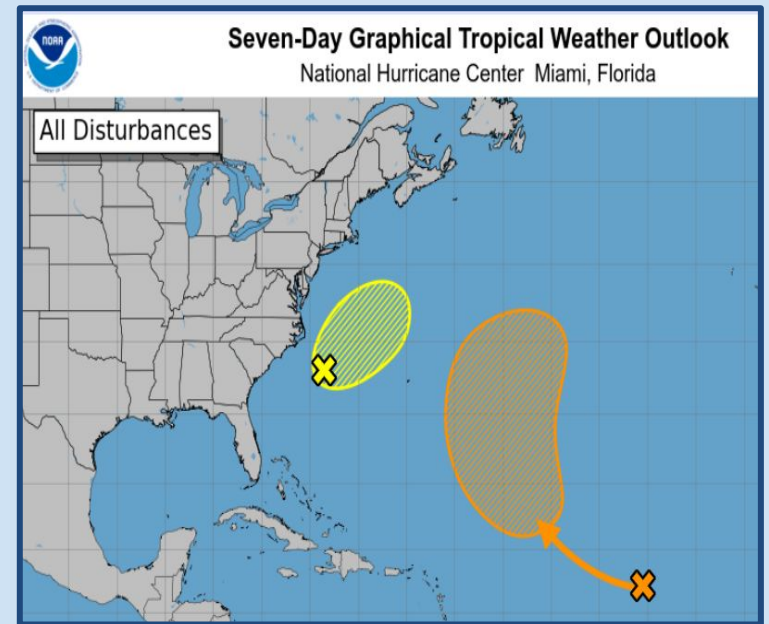 NOAA
Seven-Day Graphical Tropical Weather Outlook
National Hurricane Center Miami, Florida
All Disturbances